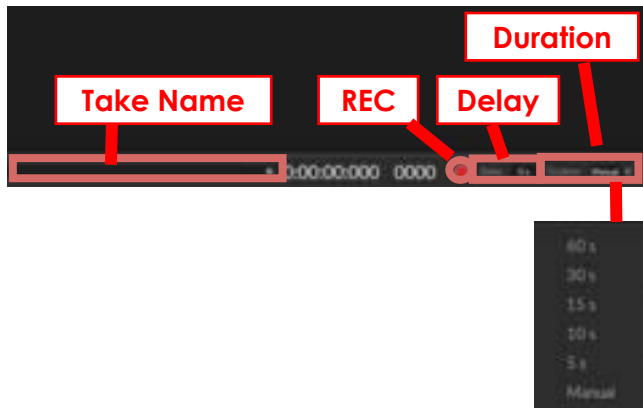 Duration
Take Name
REC
Delay
0:00:00:000 0000
60 s
30 s
15 s
10 s
5 s
Manual